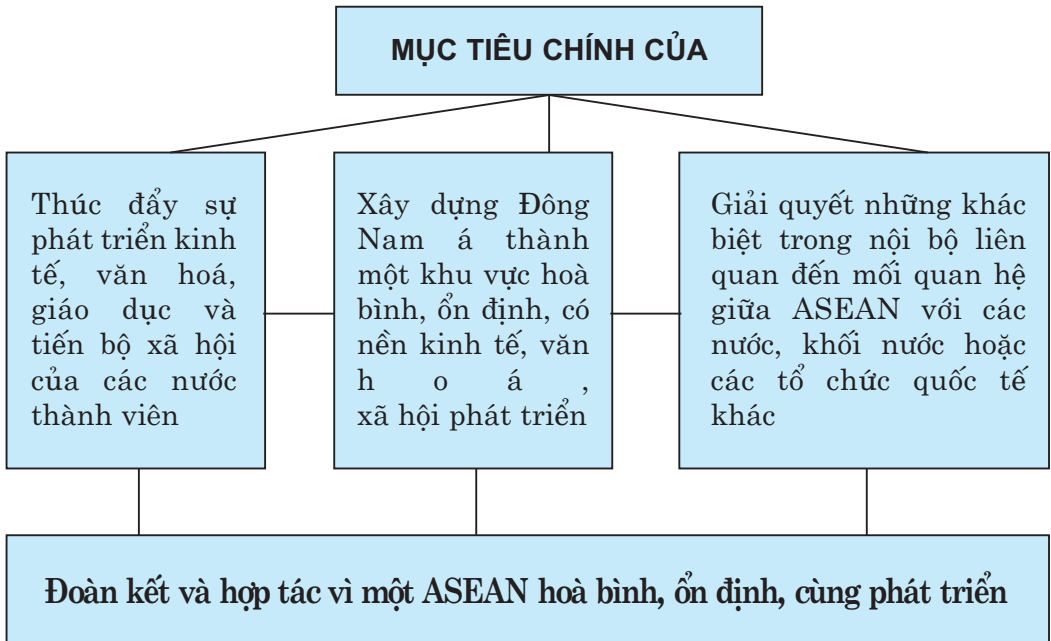 MỤC TIÊU CHÍNH CỦA
Thúc đẩy sự
phát triển kinh
tế, văn hoá,
giáo dục và
tiến bộ xã hội
của các nước
thành viên
Xây dựng Đông
Nam á thành
một khu vực hoà
bình, ổn định, có
nền kinh tế, văn
h o á ,
xã hội phát triển
Giải quyết những khác
biệt trong nội bộ liên
quan đến mối quan hệ
giữa ASEAN với các
nước, khối nước hoặc
các tổ chức quốc tế
khác
Đoàn kết và hợp tác vì một ASEAN hoà bình, ổn định, cùng phát triển